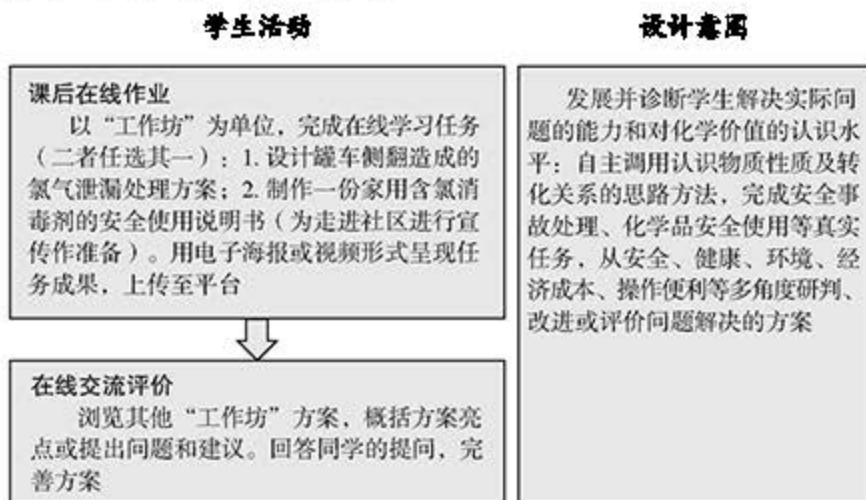 学生活动
设计意图
课后在线作业
以“工作坊”为单位，完成在线学习任务
（二者任选其一）：1. 设计罐车侧翻造成的
氯气泄漏处理方案；2. 制作一份家用含氯消
毒剂的安全使用说明书（为走进社区进行宣
传作准备）。用电子海报或视频形式呈现任
务成果，上传至平台
在线交流评价
浏览其他“工作坊”方案，概括方案亮
点或提出问题和建议。回答同学的提问，完
善方案
发展并诊断学生解决实际问
题的能力和对化学价值的认识水
平：自主调用认识物质性质及转
化关系的思路方法，完成安全事
故处理、化学品安全使用等真实
任务，从安全、健康、环境、经
济成本、操作便利等多角度研判、
改进或评价问题解决的方案